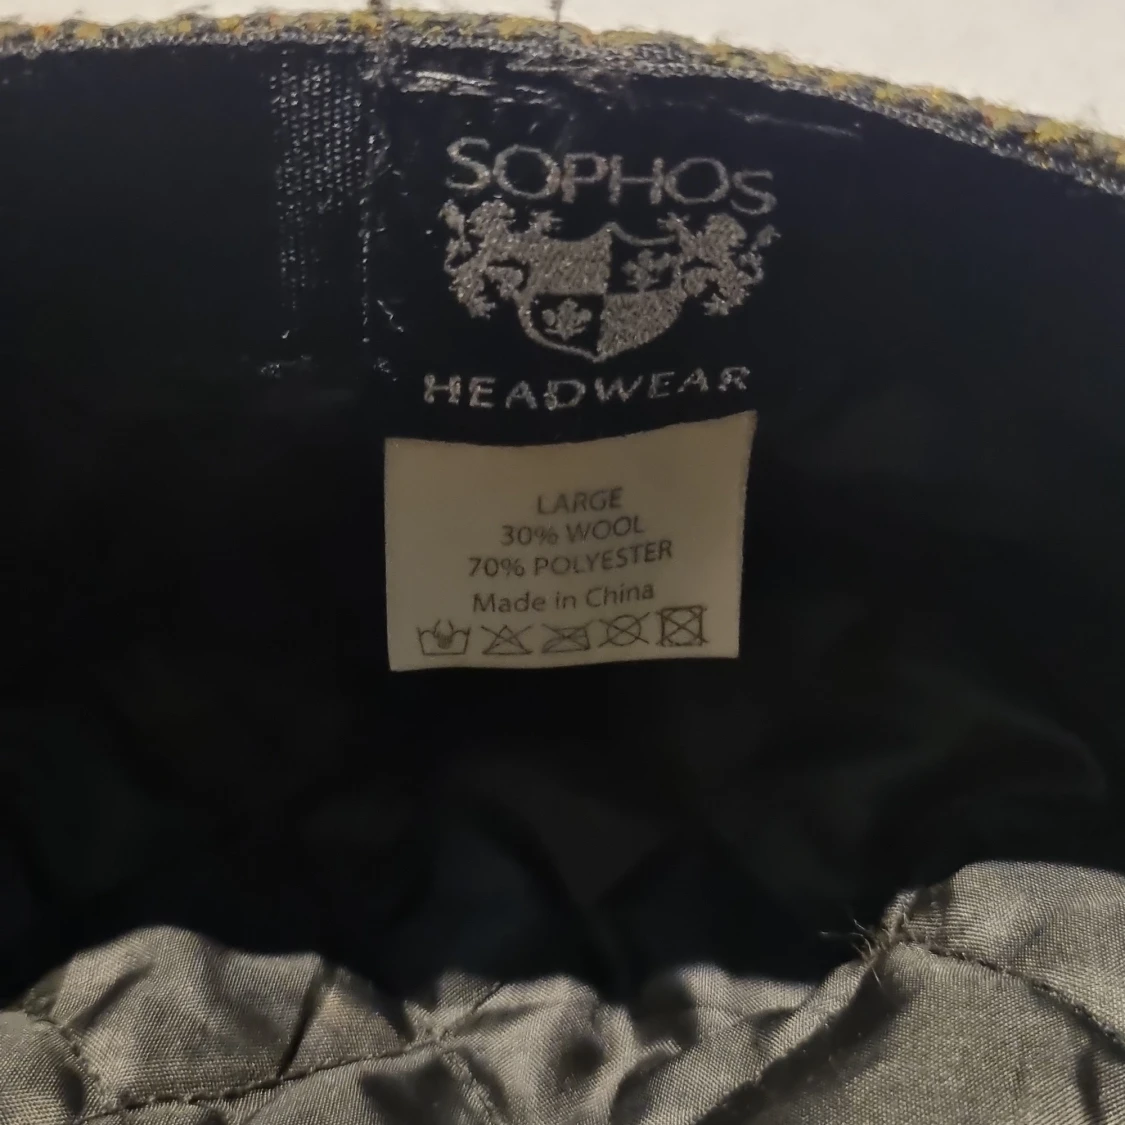 SOPHOS
HEADWEAR
LARGE
30% WOOL
70% POLYESTER
Made in China